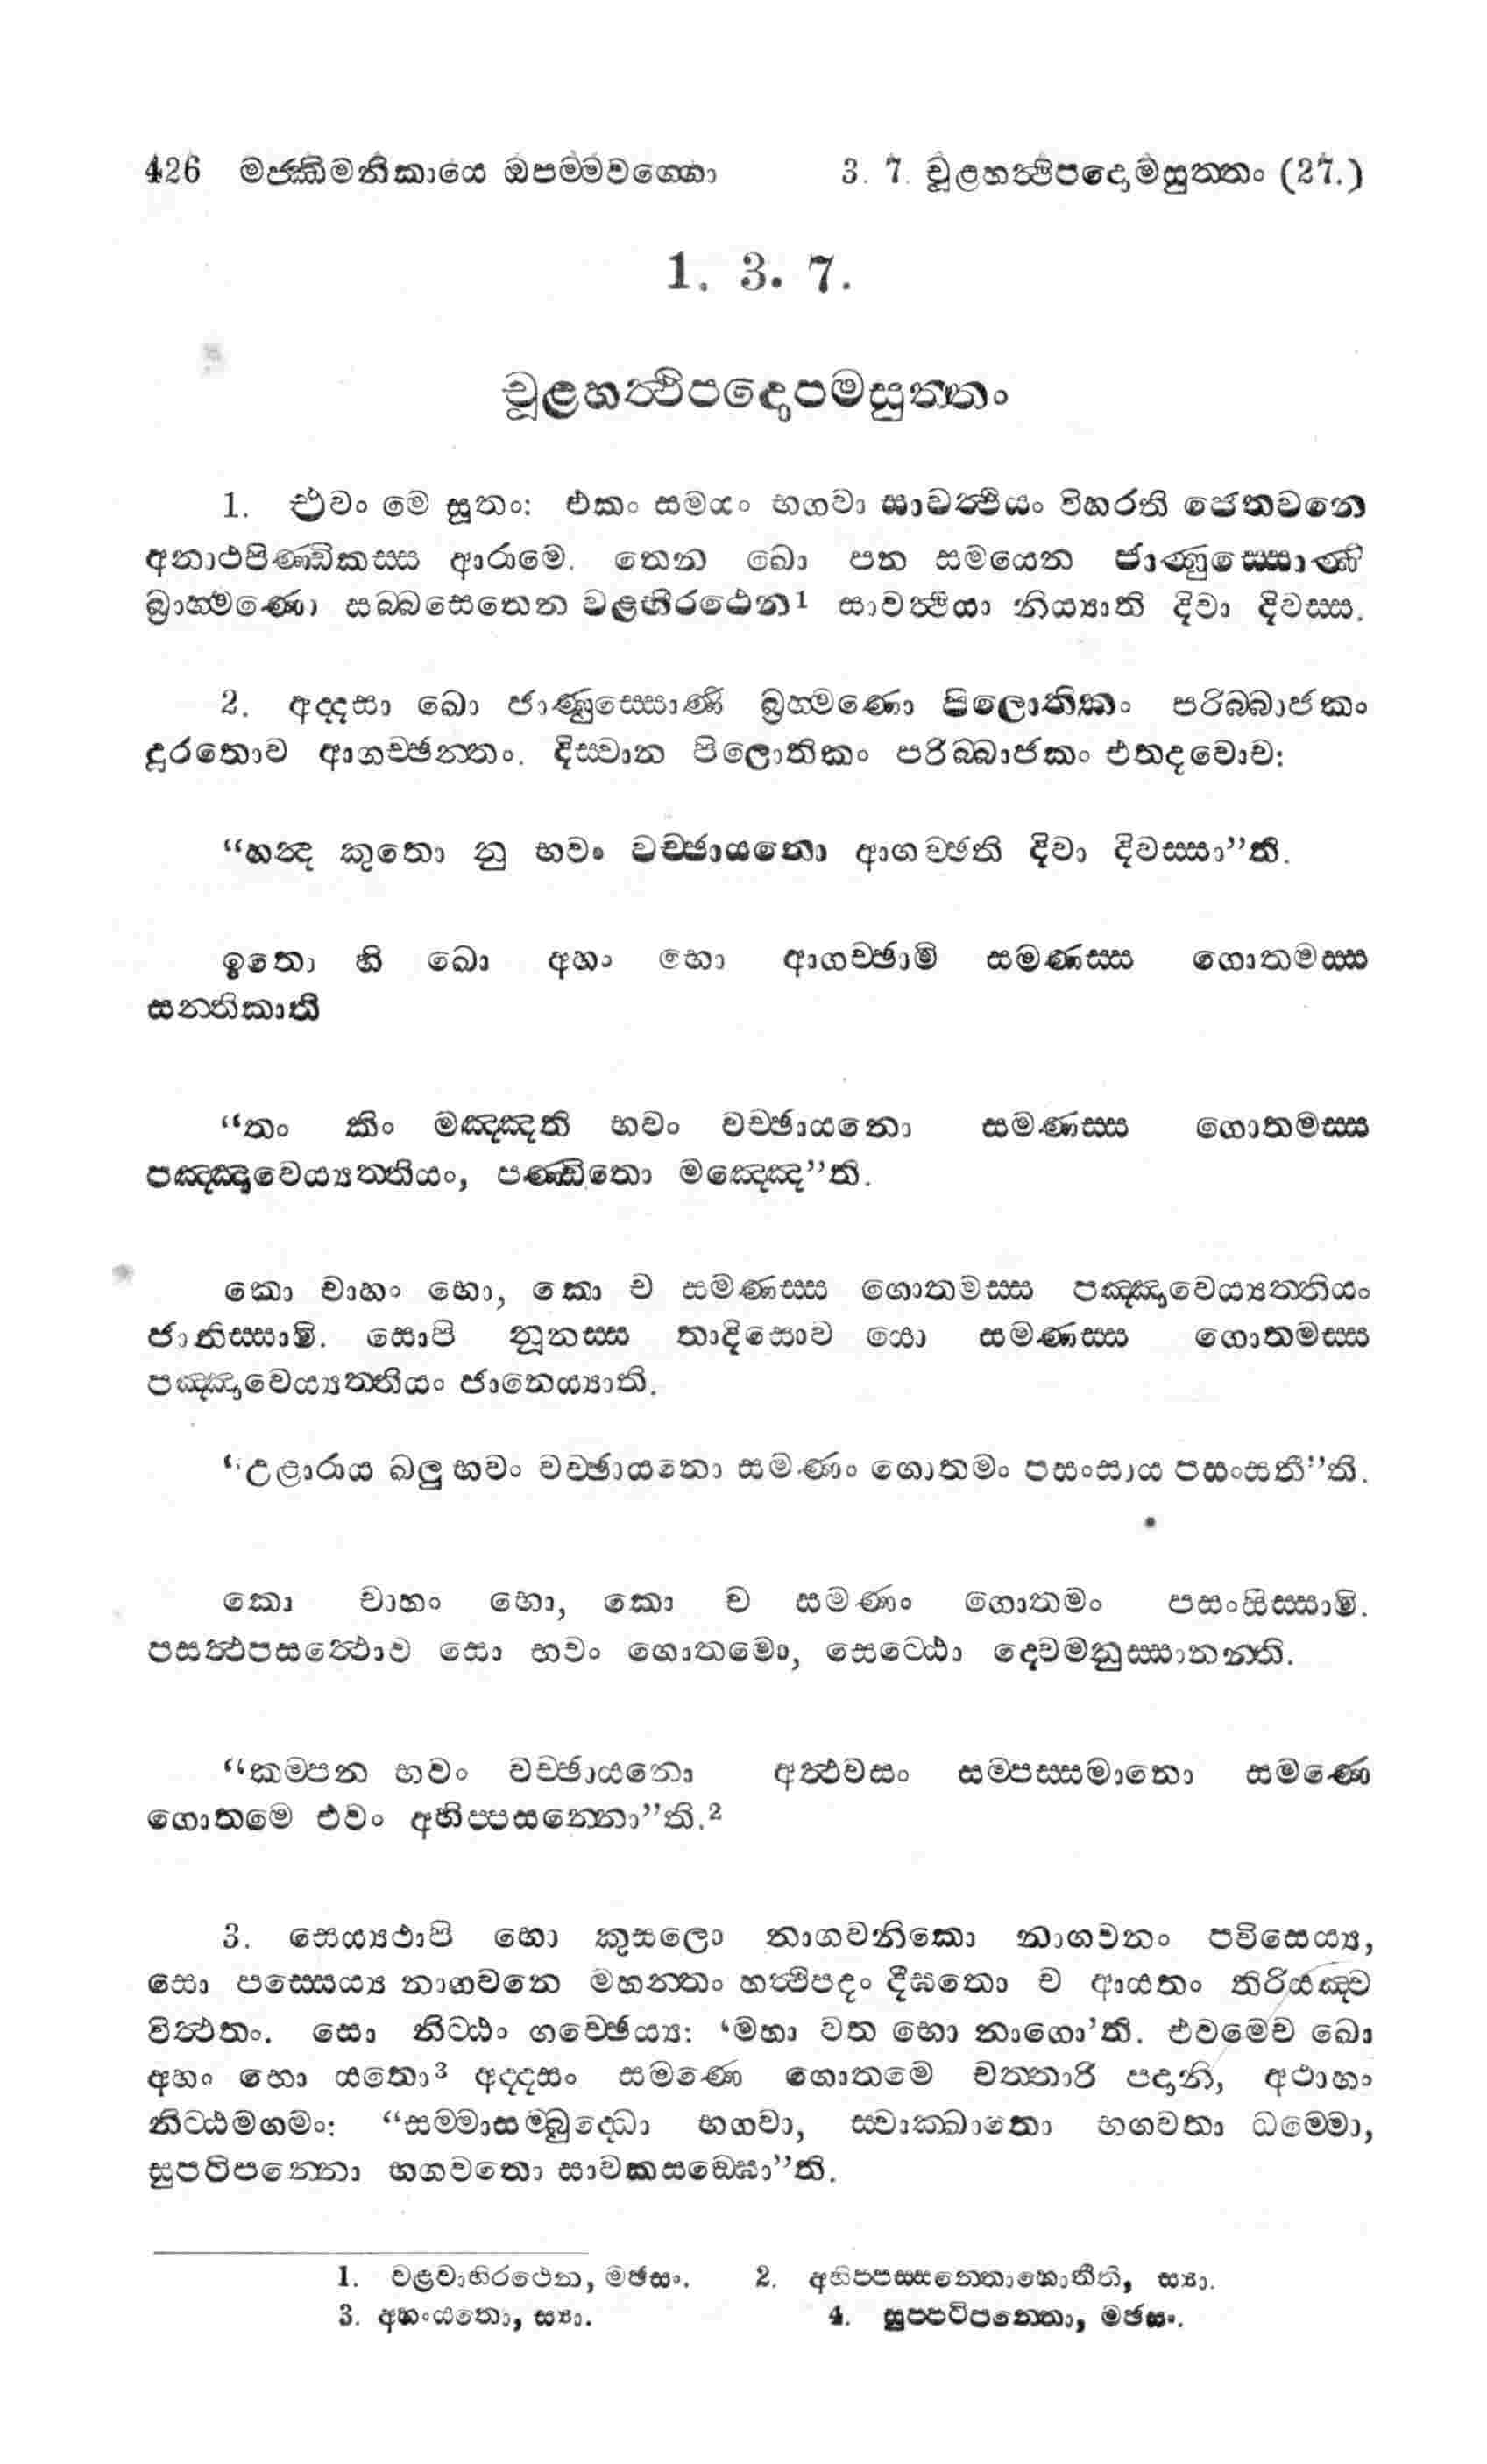 426 මජ්ඣිමනිකායෙ ඔපම්මවග්ගො 3. 7. චූළහත්ථිපදොමසුත්තං (27.)
1. 3. 7.
චූළහත්ථිපදොපමසුත්තං
1. එවං මෙ සුතං: එකං සමයං භගවා සාවත්ථියං විහරති ජෙතවනෙ
අනාථපිණ්ඩිකස්ස ආරාමෙ. තෙන ඛො පන සමයෙන ජාණුස්සොණි
බ්‍රාහ්මණො සබ්බසෙතෙන වළභීරථෙන1 සාවත්ථියා නිය්‍යාති දිවා දිවස්ස.
2. අද්දසා ඛො ජාණුස්සොණි බ්‍රහ්මණො පිලොතිකං පරිබ්බාජකං
දූරතොව ආගච්ඡන්තං. දිස්වාන පිලොතිකං පරිබ්බාජකං එතදවොච:
“හන්ද කුතො නු භවං වච්ඡායනො ආගච්ඡති දිවා දිවස්සා”ති.
ඉතො හි ඛො අහං භො ආගච්ඡාමි සමණස්ස ගොතමස්ස
සන්තිකාති
“තං කිං මඤ්ඤති භවං වච්ඡායනො සමණස්ස ගොතමස්ස
පඤ්ඤාවෙය්‍යත්තියං, පණ්ඩිතො මඤ්ඤෙ”ති.
කො චාහං භො, කො ච සමණස්ස ගොතමස්ස පඤ්ඤාවෙය්‍යත්තියං
ජානිස්සාමි. සොපි නූනස්ස තාදිසොව යො සමණස්ස ගොතමස්ස
පඤ්ඤාවෙය්‍යත්තියං ජානෙය්‍යාති.
“උළාරාය ඛලු භවං වච්ඡායනො සමණං ගොතමං පසංසාය පසංසතී”ති.
කො චාහං භො, කො ච සමණං ගොතමං පසංසිස්සාමි.
පසත්ථපසත්ථොව සො භවං ගොතමො, සෙට්ඨො දෙවමනුස්සානන්ති.
“කම්පන භවං වච්ඡායනො අත්ථවසං සම්පස්සමානො සමණෙ
ගොතමෙ එවං අභිප්පසන්නො”ති.2
3. සෙය්‍යථාපි භො කුසලො නාගවනිකො නාගවනං පවිසෙය්‍ය,
සො පස්සෙය්‍ය නාගවනෙ මහන්තං හත්ථිපදං දීඝතො ච ආයතං තිරියඤ්ච
විත්ථතං. සො නිට්ඨං ගච්ඡෙය්‍ය: ‘මහා වත භො නාගො’ති. එවමෙව ඛො
අහං භො යතො3 අද්දසං සමණෙ ගොතමෙ චත්තාරි පදානි, අථාහං
නිට්ඨමගමං: “සම්මාසම්බුද්ධො භගවා, ස්වාක්ඛාතො භගවතා ධම්මො,
සුපටිපන්නො භගවතො සාවකසඞ්ඝො”ති.
1. වළවාභිරථෙන, මඡසං. 2. අභිප්පස්සන්නොහොතීති, ස්‍යා.
3. අහංයතො, ස්‍යා. 4. සුප්පටිපන්නො, මඡසං.